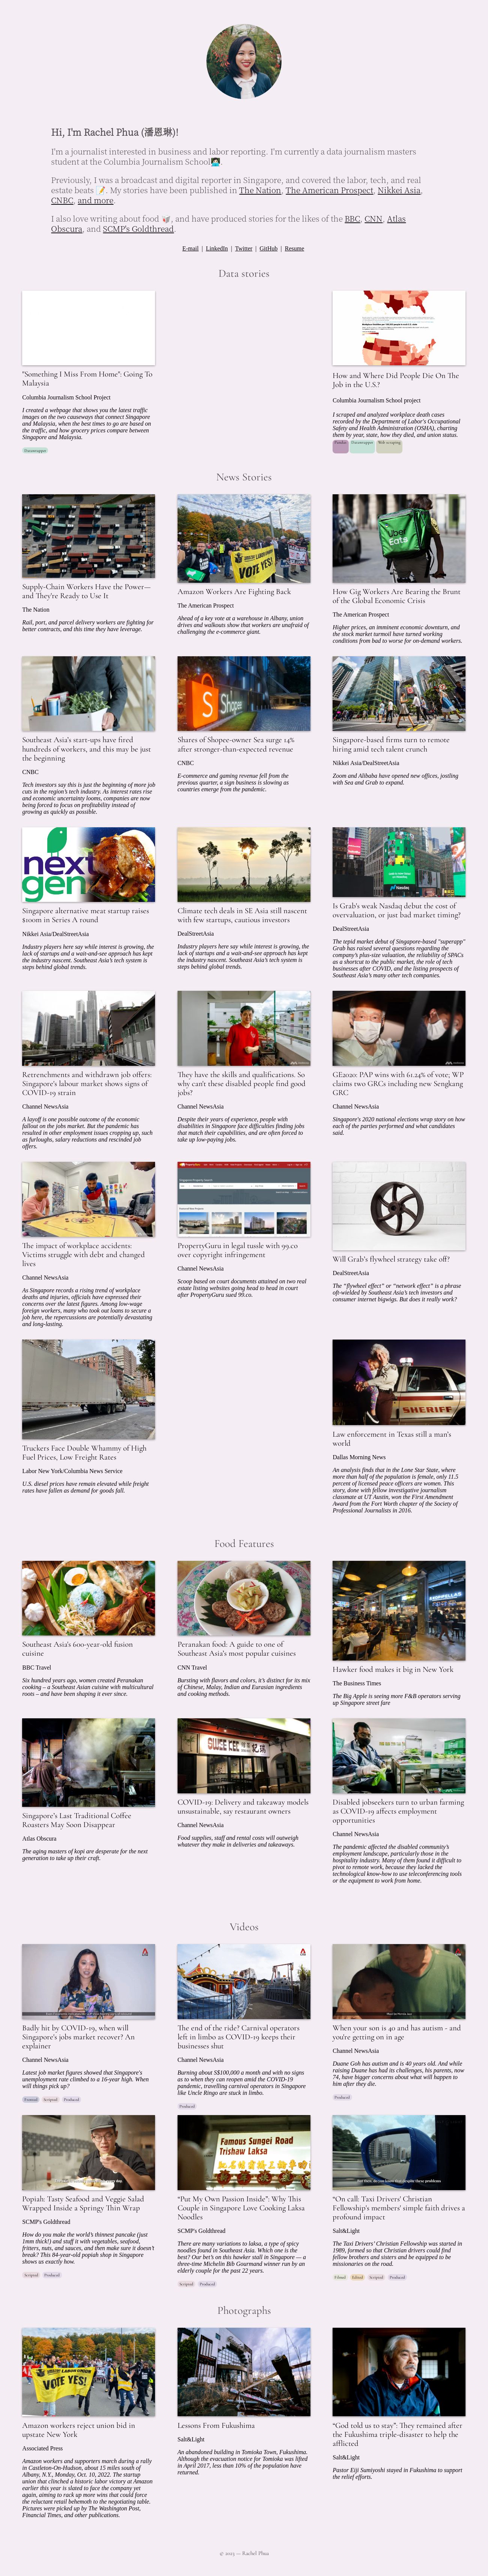 Hi, I'm Rachel Phua (潘恩琳)!
I'm a journalist interested in business and labor reporting. I'm currently a data journalism masters
student at the Columbia Journalism School👩🏻‍💻
Previously, I was a broadcast and digital reporter in Singapore, and covered the labor, tech, and real
estate beats 📝. My stories have been published in The Nation, The American Prospect, Nikkei Asia,
CNBC, and more.
I also love writing about food 🥡, and have produced stories for the likes of the BBC, CNN, Atlas
Obscura, and SCMP's Goldthread.
E-mail | LinkedIn | Twitter | GitHub | Resume
Data stories
"Something I Miss From Home": Going To
Malaysia
Columbia Journalism School Project
I created a webpage that shows you the latest traffic
images on the two causeways that connect Singapore
and Malaysia, when the best times to go are based on
the traffic, and how grocery prices compare between
Singapore and Malaysia.
Datawrapper
How and Where Did People Die On The
Job in the U.S.?
Columbia Journalism School project
I scraped and analyzed workplace death cases
recorded by the Department of Labor's Occupational
Safety and Health Administration (OSHA), charting
them by year, state, how they died, and union status.
Pandas Datawrapper Web scraping
News Stories
Supply-Chain Workers Have the Power—
and They're Ready to Use It
The Nation
Rail, port, and parcel delivery workers are fighting for
better contracts, and this time they have leverage.
VOTE YES!
Amazon Workers Are Fighting Back
The American Prospect
Ahead of a key vote at a warehouse in Albany, union
drives and walkouts show that workers are unafraid of
challenging the e-commerce giant.
Uber
Eats
How Gig Workers Are Bearing the Brunt
of the Global Economic Crisis
The American Prospect
Higher prices, an imminent economic downturn, and
the stock market turmoil have turned working
conditions from bad to worse for on-demand workers.
Southeast Asia's start-ups have fired
hundreds of workers, and this may be just
the beginning
CNBC
Tech investors say this is just the beginning of more job
cuts in the region's tech industry. As interest rates rise
and economic uncertainty looms, companies are now
being forced to focus on profitability instead of
growing as quickly as possible.
Shares of Shopee-owner Sea surge 14%
after stronger-than-expected revenue
CNBC
E-commerce and gaming revenue fell from the
previous quarter, a sign business is slowing as
countries emerge from the pandemic.
Singapore-based firms turn to remote
hiring amid tech talent crunch
Nikkei Asia/DealStreetAsia
Zoom and Alibaba have opened new offices, jostling
with Sea and Grab to expand.
next
gen
Singapore alternative meat startup raises
$100m in Series A round
Nikkei Asia/DealStreetAsia
Industry players here say while interest is growing, the
lack of startups and a wait-and-see approach has kept
the industry nascent. Southeast Asia's tech system is
steps behind global trends.
Climate tech deals in SE Asia still nascent
with few startups, cautious investors
DealStreetAsia
Industry players here say while interest is growing, the
lack of startups and a wait-and-see approach has kept
the industry nascent. Southeast Asia's tech system is
steps behind global trends.
Is Grab's weak Nasdaq debut the cost of
overvaluation, or just bad market timing?
DealStreetAsia
The tepid market debut of Singapore-based "superapp"
Grab has raised several questions regarding the
company's plus-size valuation, the reliability of SPACs
as a shortcut to the public market, the role of tech
businesses after COVID, and the listing prospects of
Southeast Asia's many other tech companies.
Retrenchments and withdrawn job offers:
Singapore's labour market shows signs of
COVID-19 strain
Channel NewsAsia
A layoff is one possible outcome of the economic
fallout on the jobs market. But the pandemic has
resulted in other employment issues cropping up, such
as furloughs, salary reductions and rescinded job
offers.
They have the skills and qualifications. So
why can't these disabled people find good
jobs?
Channel NewsAsia
Despite their years of experience, people with
disabilities in Singapore face difficulties finding jobs
that match their capabilities, and are often forced to
take up low-paying jobs.
GE2020: PAP wins with 61.24% of vote; WP
claims two GRCs including new Sengkang
GRC
Channel NewsAsia
Singapore's 2020 national elections wrap story on how
each of the parties performed and what candidates
said.
The impact of workplace accidents:
Victims struggle with debt and changed
lives
Channel NewsAsia
As Singapore records a rising trend of workplace
deaths and injuries, officials have expressed their
concerns over the latest figures. Among low-wage
foreign workers, many who took out loans to secure a
job here, the repercussions are potentially devastating
and long-lasting.
PropertyGuru in legal tussle with 99.co
over copyright infringement
Channel NewsAsia
Scoop based on court documents attained on two real
estate listing websites going head to head in court
after PropertyGuru sued 99.co.
Will Grab's flywheel strategy take off?
DealStreetAsia
The “flywheel effect” or “network effect” is a phrase
oft-wielded by Southeast Asia's tech investors and
consumer internet bigwigs. But does it really work?
Truckers Face Double Whammy of High
Fuel Prices, Low Freight Rates
Labor New York/Columbia News Service
U.S. diesel prices have remain elevated while freight
rates have fallen as demand for goods fall.
SHERIFF
Law enforcement in Texas still a man's
world
Dallas Morning News
An analysis finds that in the Lone Star State, where
more than half of the population is female, only 11.5
percent of licensed peace officers are women. This
story, done with fellow investigative journalism
classmate at UT Austin, won the First Amendment
Award from the Fort Worth chapter of the Society of
Professional Journalists in 2016.
Food Features
Southeast Asia's 600-year-old fusion
cuisine
BBC Travel
Six hundred years ago, women created Peranakan
cooking – a Southeast Asian cuisine with multicultural
roots – and have been shaping it ever since.
Peranakan food: A guide to one of
Southeast Asia's most popular cuisines
CNN Travel
Bursting with flavors and colors, it's distinct for its mix
of Chinese, Malay, Indian and Eurasian ingredients
and cooking methods.
Hawker food makes it big in New York
The Business Times
The Big Apple is seeing more F&B operators serving
up Singapore street fare
Singapore's Last Traditional Coffee
Roasters May Soon Disappear
Atlas Obscura
The aging masters of kopi are desperate for the next
generation to take up their craft.
GWEE KEE
COVID-19: Delivery and takeaway models
unsustainable, say restaurant owners
Channel NewsAsia
Food supplies, staff and rental costs will outweigh
whatever they make in deliveries and takeaways.
Disabled jobseekers turn to urban farming
as COVID-19 affects employment
opportunities
Channel NewsAsia
The pandemic affected the disabled community's
employment landscape, particularly those in the
hospitality industry. Many of them found it difficult to
pivot to remote work, because they lacked the
technological know-how to use teleconferencing tools
or the equipment to work from home.
Videos
Badly hit by COVID-19, when will
Singapore's jobs market recover? An
explainer
Channel NewsAsia
Latest job market figures showed that Singapore's
unemployment rate climbed to a 16-year high. When
will things pick up?
Scripted Produced
The end of the ride? Carnival operators
left in limbo as COVID-19 keeps their
businesses shut
Channel NewsAsia
Burning about S$100,000 a month and with no signs
as to when they can reopen amid the COVID-19
pandemic, travelling carnival operators in Singapore
like Uncle Ringo are stuck in limbo.
Produced
When your son is 40 and has autism - and
you're getting on in age
Channel NewsAsia
Duane Goh has autism and is 40 years old. And while
raising Duane has had its challenges, his parents, now
74, have bigger concerns about what will happen to
him after they die.
Produced
Popiah: Tasty Seafood and Veggie Salad
Wrapped Inside a Springy Thin Wrap
SCMP's Goldthread
How do you make the world's thinnest pancake (just
1mm thick!) and stuff it with vegetables, seafood,
fritters, nuts, and sauces, and then make sure it doesn't
break? This 84-year-old popiah shop in Singapore
shows us exactly how.
Scripted Produced
FAMOUS SUNGEI ROAD
TRISHAW LAKSA
“Put My Own Passion Inside”: Why This
Couple in Singapore Love Cooking Laksa
Noodles
SCMP's Goldthread
There are many variations to laksa, a type of spicy
noodles found in Southeast Asia. Which one is the
best? Our bet's on this hawker stall in Singapore — a
three-time Michelin Bib Gourmand winner run by an
elderly couple for the past 22 years.
Scripted Produced
“On call: Taxi Drivers' Christian
Fellowship's members' simple faith drives a
profound impact
Salt&Light
The Taxi Drivers' Christian Fellowship was started in
1989, formed so that Christian drivers could find
fellow brothers and sisters and be equipped to be
missionaries on the road.
Filmed Edited Scripted Produced
Photographs
VOTE YES!
Amazon workers reject union bid in
upstate New York
Associated Press
Amazon workers and supporters march during a rally
in Castleton-On-Hudson, about 15 miles south of
Albany, N.Y., Monday, Oct. 10, 2022. The startup
union that clinched a historic labor victory at Amazon
earlier this year is slated to face the company yet
again, aiming to rack up more wins that could force
the reluctant retail behemoth to the negotiating table.
Pictures were picked up by The Washington Post,
Financial Times, and other publications.
Lessons From Fukushima
Salt&Light
An abandoned building in Tomioka Town, Fukushima.
Although the evacuation notice for Tomioka was lifted
in April 2017, less than 10% of the population have
returned.
“God told us to stay”: They remained after
the Fukushima triple-disaster to help the
afflicted
Salt&Light
Pastor Eiji Sumiyoshi stayed in Fukushima to support
the relief efforts.
© 2023 — Rachel Phua